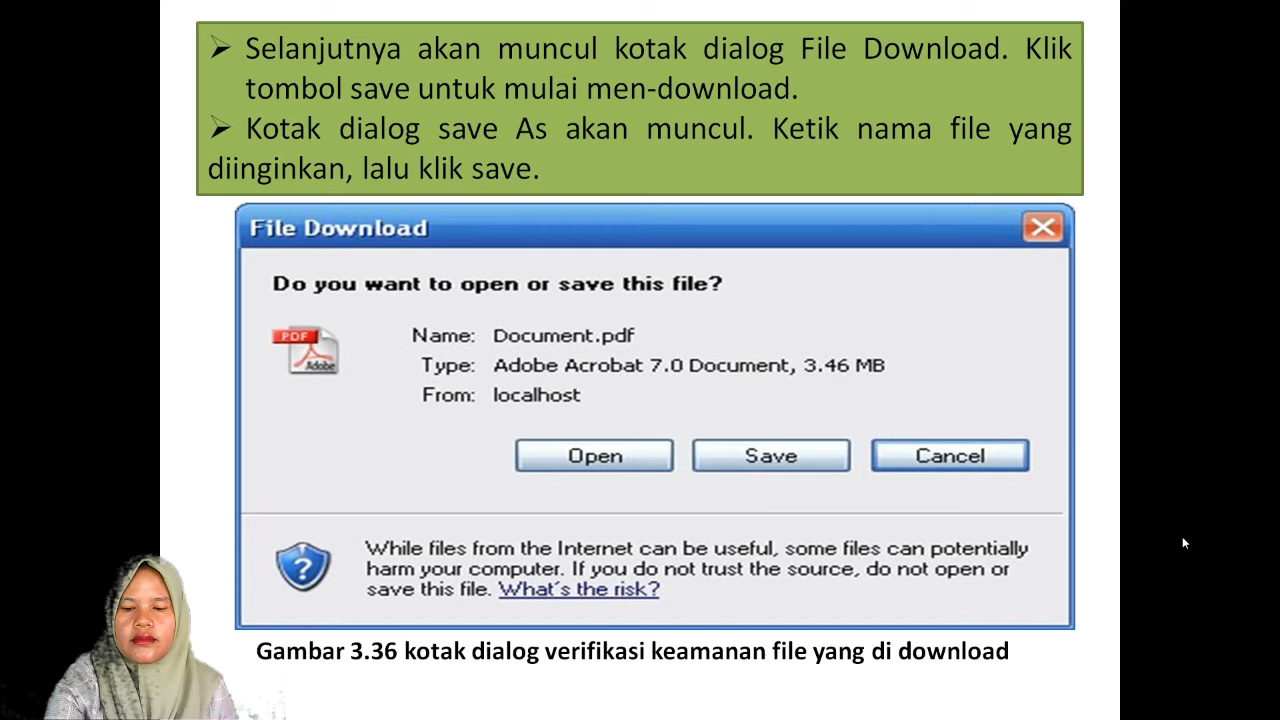 ➢ Selanjutnya akan muncul kotak dialog File Download. Klik
tombol save untuk mulai men-download.
➢ Kotak dialog save As akan muncul. Ketik nama file yang
diinginkan, lalu klik save.
File Download
Do you want to open or save this file?
PDF
Adobe
Name: Document.pdf
Type: Adobe Acrobat 7.0 Document, 3.46 MB
From: localhost
Open Save Cancel
While files from the Internet can be useful, some files can potentially
harm your computer. If you do not trust the source, do not open or
save this file. What's the risk?
Gambar 3.36 kotak dialog verifikasi keamanan file yang di download